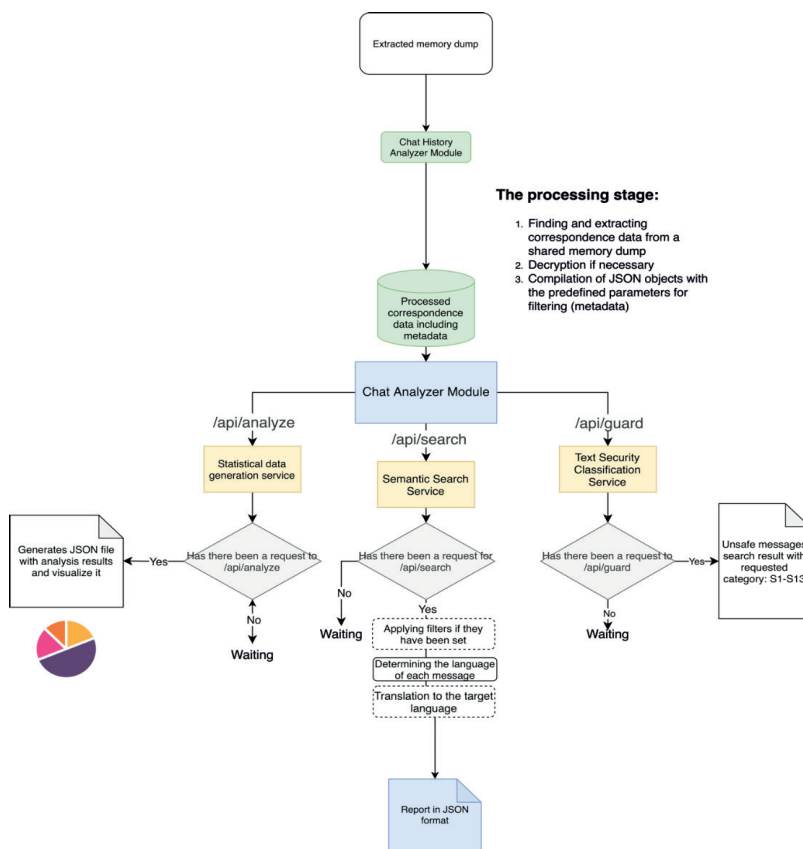 Extracted memory dump
Chat History
Analyzer Module
The processing stage:
1. Finding and extracting
correspondence data from a
shared memory dump
2. Decryption if necessary
3. Compilation of JSON objects with
the predefined parameters for
filtering (metadata)
Processed
correspondence
data including
metadata
Chat Analyzer Module
/api/analyze
/api/search
/api/guard
Statistical data
generation service
Semantic Search
Service
Text Security
Classification
Service
Generates JSON file
with analysis results
and visualize it
Yes
Has there been a request to
/api/analyze
No
Waiting
Has there been a request for
/api/search
No
Waiting
Yes
Has there been a request to
/api/guard
Yes
No
Waiting
Unsafe messages
search result with
requested
category: S1-S13
Applying filters if they
have been set
Determining the language
of each message
Translation to the target
language
Report in JSON
format